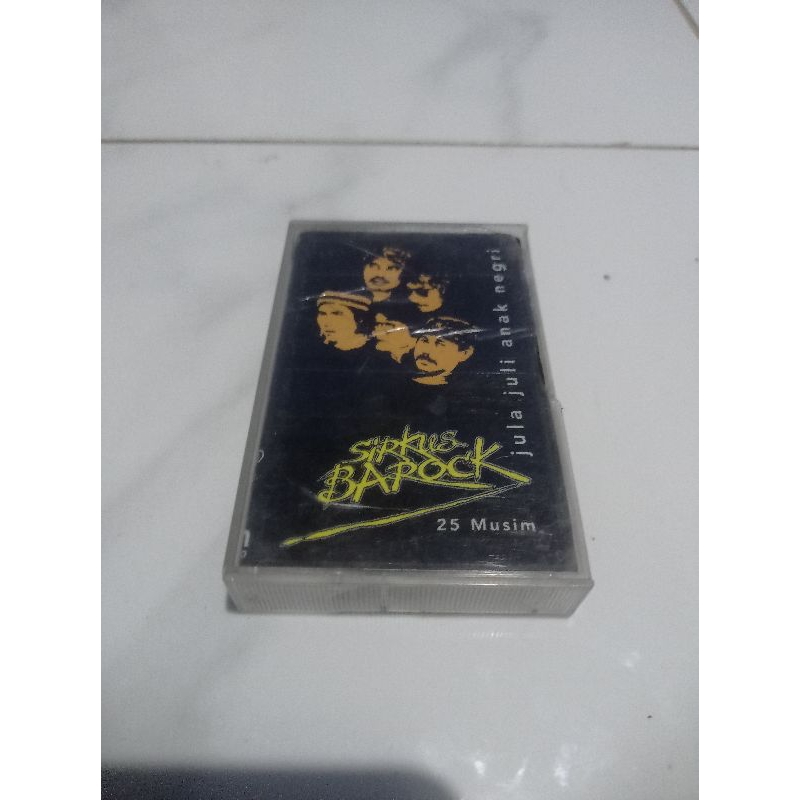 jula juli anak negri
SIRKUS
BAROCK
25 Musim